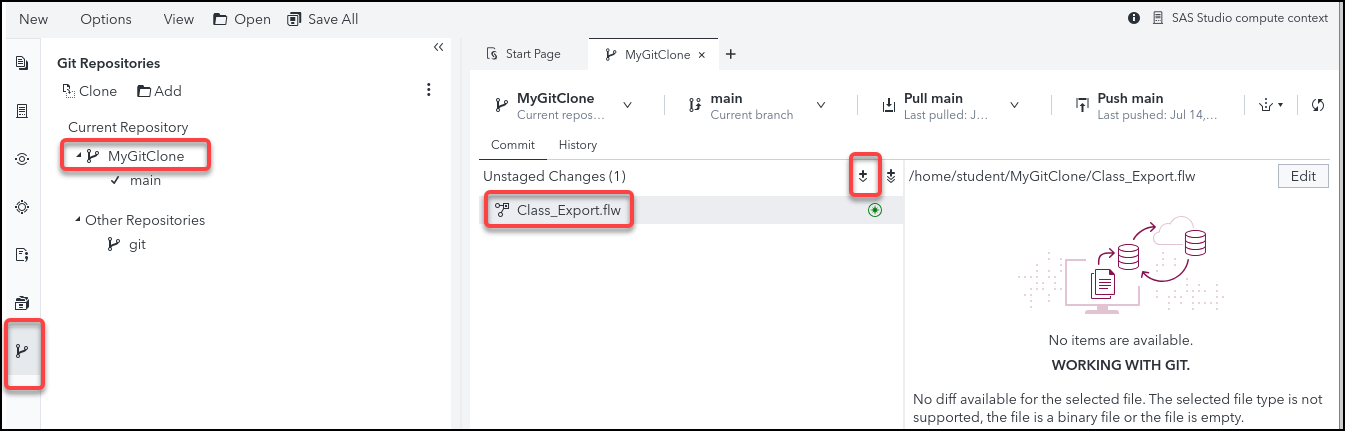 New Options View Open Save All SAS Studio compute context
Git Repositories
Clone Add
Current Repository
MyGitClone
main
Other Repositories
git
Start Page MyGitClone
MyGitClone
Current repos...
main
Current branch
Pull main
Last pulled: J...
Push main
Last pushed: Jul 14,...
Commit History
Unstaged Changes (1)
Class_Export.flw
/home/student/MyGitClone/Class_Export.flw Edit
No items are available.
WORKING WITH GIT.
No diff available for the selected file. The selected file type is not
supported, the file is a binary file or the file is empty.